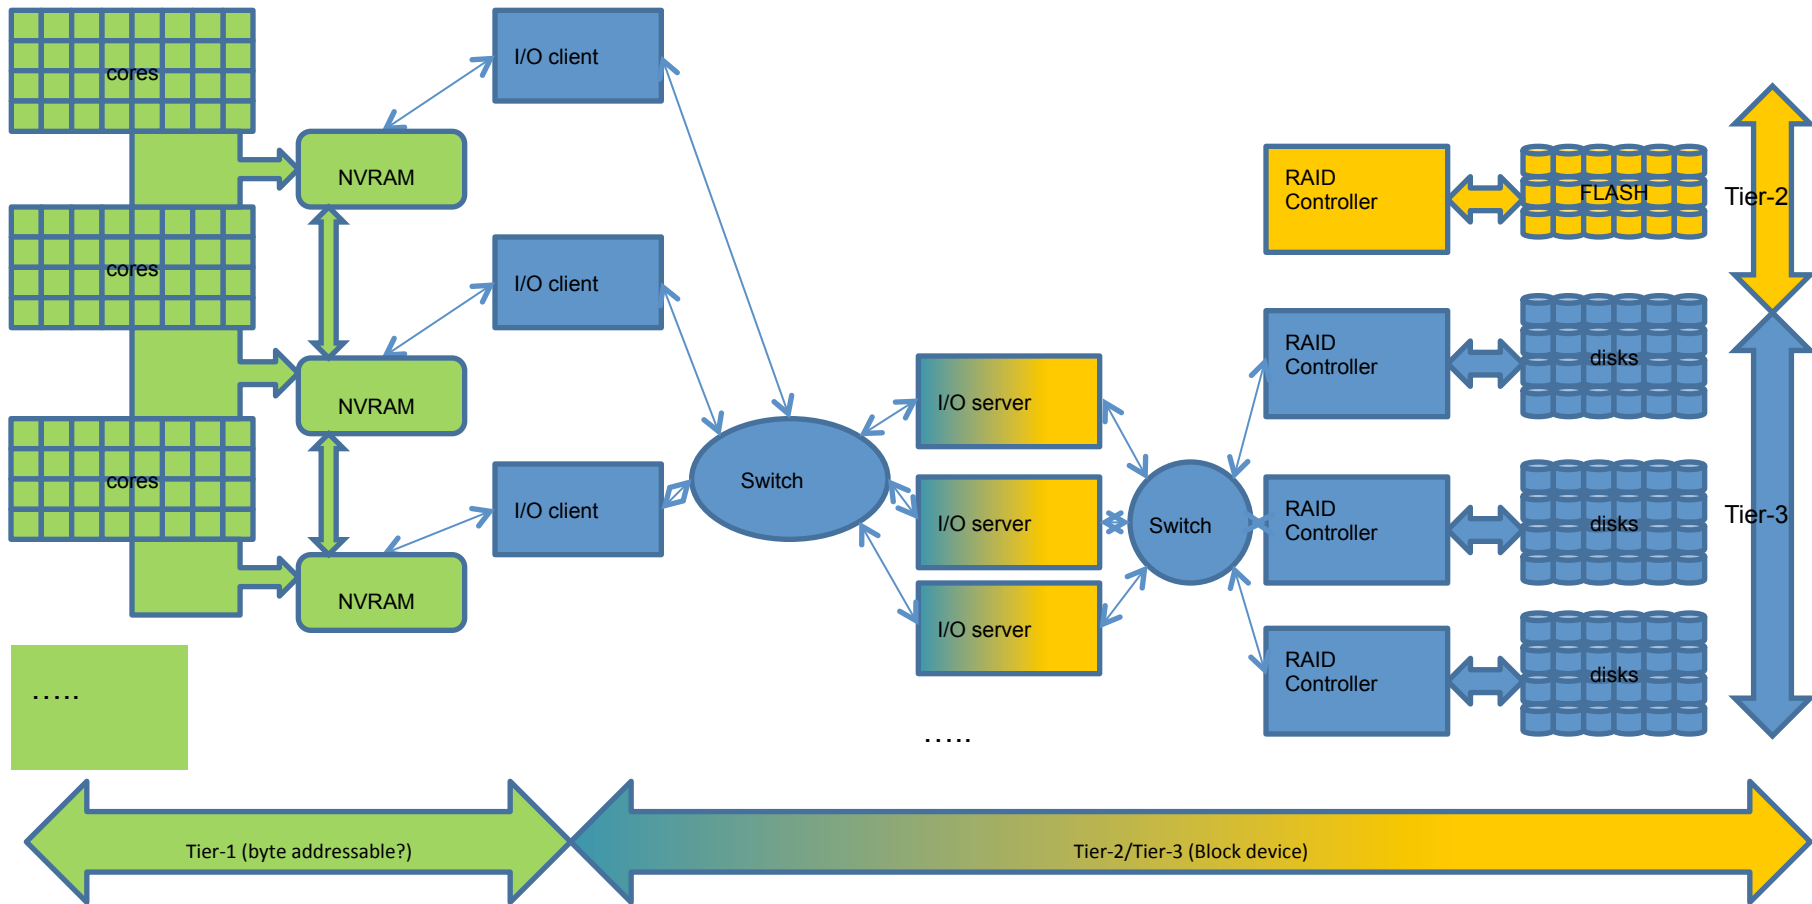 cores
I/O client
NVRAM
RAID
Controller
FLASH
Tier-2
cores
I/O client
NVRAM
RAID
Controller
disks
I/O server
cores
I/O client
Switch
I/O server
Switch
RAID
Controller
disks
Tier-3
NVRAM
I/O server
RAID
Controller
disks
.....
.....
Tier-1 (byte addressable?)
Tier-2/Tier-3 (Block device)